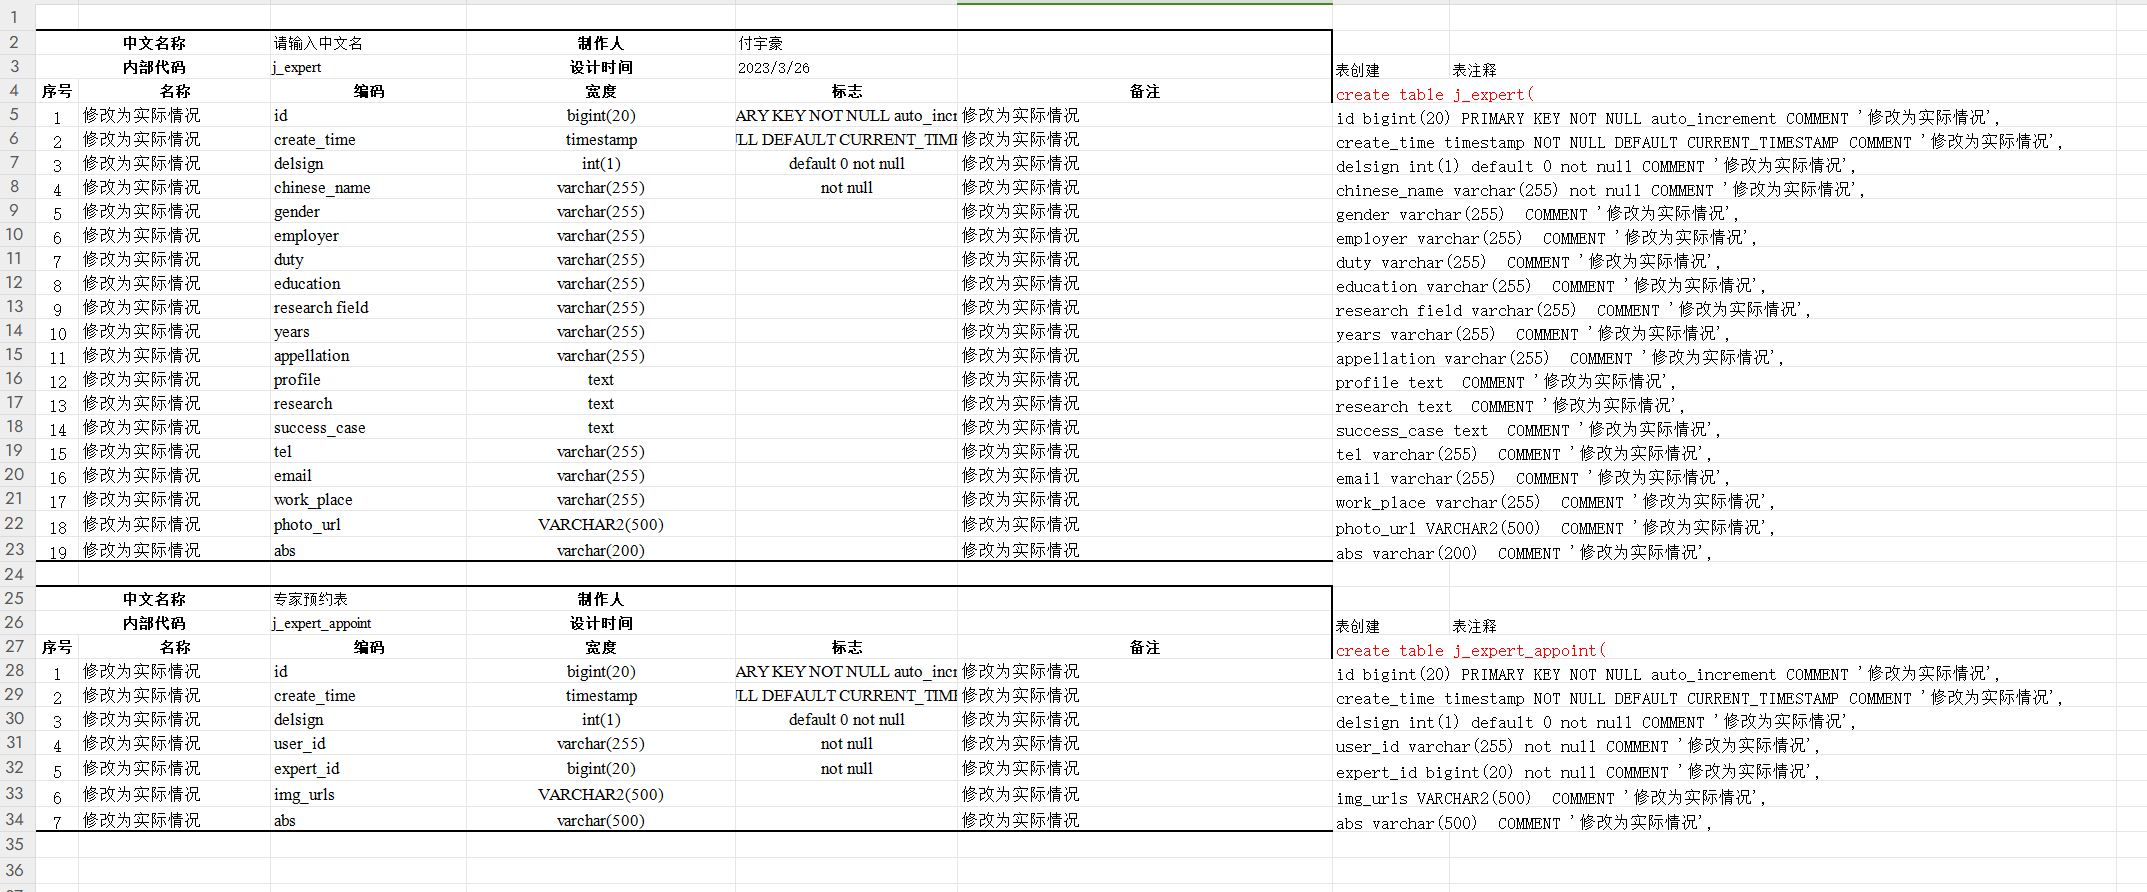 1
2 中文名称 请输入中文名 制作人 付宇豪
3 内部代码 j_expert 设计时间 2023/3/26 表创建 表注释
4 序号 名称 编码 宽度 标志 备注 create table j_expert(
5 1 修改为实际情况 id bigint(20) ARY KEY NOT NULL auto_incr 修改为实际情况 id bigint(20) PRIMARY KEY NOT NULL auto_increment COMMENT '修改为实际情况',
6 2 修改为实际情况 create_time timestamp JLL DEFAULT CURRENT_TIMI 修改为实际情况 create_time timestamp NOT NULL DEFAULT CURRENT_TIMESTAMP COMMENT '修改为实际情况',
7 3 修改为实际情况 delsign int(1) default 0 not null 修改为实际情况 delsign int(1) default 0 not null COMMENT '修改为实际情况',
8 4 修改为实际情况 chinese_name varchar(255) not null 修改为实际情况 chinese_name varchar(255) not null COMMENT '修改为实际情况',
9 5 修改为实际情况 gender varchar(255) 修改为实际情况 gender varchar(255)  COMMENT '修改为实际情况',
10 6 修改为实际情况 employer varchar(255) 修改为实际情况 employer varchar(255)  COMMENT '修改为实际情况',
11 7 修改为实际情况 duty varchar(255) 修改为实际情况 duty varchar(255)  COMMENT '修改为实际情况',
12 8 修改为实际情况 education varchar(255) 修改为实际情况 education varchar(255)  COMMENT '修改为实际情况',
13 9 修改为实际情况 research field varchar(255) 修改为实际情况 research field varchar(255)  COMMENT '修改为实际情况',
14 10 修改为实际情况 years varchar(255) 修改为实际情况 years varchar(255)  COMMENT '修改为实际情况',
15 11 修改为实际情况 appellation varchar(255) 修改为实际情况 appellation varchar(255)  COMMENT '修改为实际情况',
16 12 修改为实际情况 profile text 修改为实际情况 profile text  COMMENT '修改为实际情况',
17 13 修改为实际情况 research text 修改为实际情况 research text  COMMENT '修改为实际情况',
18 14 修改为实际情况 success_case text 修改为实际情况 success_case text  COMMENT '修改为实际情况',
19 15 修改为实际情况 tel varchar(255) 修改为实际情况 tel varchar(255)  COMMENT '修改为实际情况',
20 16 修改为实际情况 email varchar(255) 修改为实际情况 email varchar(255)  COMMENT '修改为实际情况',
21 17 修改为实际情况 work_place varchar(255) 修改为实际情况 work_place varchar(255)  COMMENT '修改为实际情况',
22 18 修改为实际情况 photo_url VARCHAR2(500) 修改为实际情况 photo_url VARCHAR2(500)  COMMENT '修改为实际情况',
23 19 修改为实际情况 abs varchar(200) 修改为实际情况 abs varchar(200)  COMMENT '修改为实际情况',
24
25 中文名称 专家预约表 制作人
26 内部代码 j_expert_appoint 设计时间 表创建 表注释
27 序号 名称 编码 宽度 标志 备注 create table j_expert_appoint(
28 1 修改为实际情况 id bigint(20) ARY KEY NOT NULL auto_incr 修改为实际情况 id bigint(20) PRIMARY KEY NOT NULL auto_increment COMMENT '修改为实际情况',
29 2 修改为实际情况 create_time timestamp JLL DEFAULT CURRENT_TIMI 修改为实际情况 create_time timestamp NOT NULL DEFAULT CURRENT_TIMESTAMP COMMENT '修改为实际情况',
30 3 修改为实际情况 delsign int(1) default 0 not null 修改为实际情况 delsign int(1) default 0 not null COMMENT '修改为实际情况',
31 4 修改为实际情况 user_id varchar(255) not null 修改为实际情况 user_id varchar(255) not null COMMENT '修改为实际情况',
32 5 修改为实际情况 expert_id bigint(20) not null 修改为实际情况 expert_id bigint(20) not null COMMENT '修改为实际情况',
33 6 修改为实际情况 img_urls VARCHAR2(500) 修改为实际情况 img_urls VARCHAR2(500)  COMMENT '修改为实际情况',
34 7 修改为实际情况 abs varchar(500) 修改为实际情况 abs varchar(500)  COMMENT '修改为实际情况',
35
36